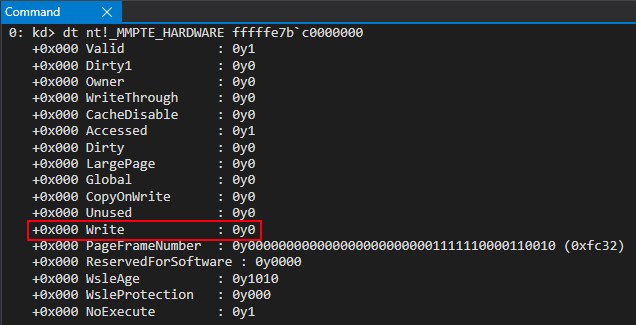 Command
0: kd> dt nt!_MMPTE_HARDWARE fffffe7b`c0000000
+0x000 Valid : 0y1
+0x000 Dirty1 : 0y0
+0x000 Owner : 0y0
+0x000 WriteThrough : 0y0
+0x000 CacheDisable : 0y0
+0x000 Accessed : 0y1
+0x000 Dirty : 0y0
+0x000 LargePage : 0y0
+0x000 Global : 0y0
+0x000 CopyOnWrite : 0y0
+0x000 Unused : 0y0
+0x000 Write : 0y0
+0x000 PageFrameNumber : 0y000000000000000000001111110000110010 (0xfc32)
+0x000 ReservedForSoftware : 0y0000
+0x000 WsleAge : 0y1010
+0x000 WsleProtection : 0y000
+0x000 NoExecute : 0y1